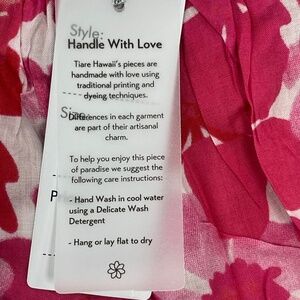 Style:
Handle With Love
Tiare Hawaii's pieces are
handmade with love using
traditional printing and
dyeing techniques.
Size:
Differences in each garment
are part of their artisanal
charm.
To help you enjoy this piece
of paradise we suggest the
following care instructions:
P
- Hand Wash in cool water
using a Delicate Wash
Detergent
- Hang or lay flat to dry